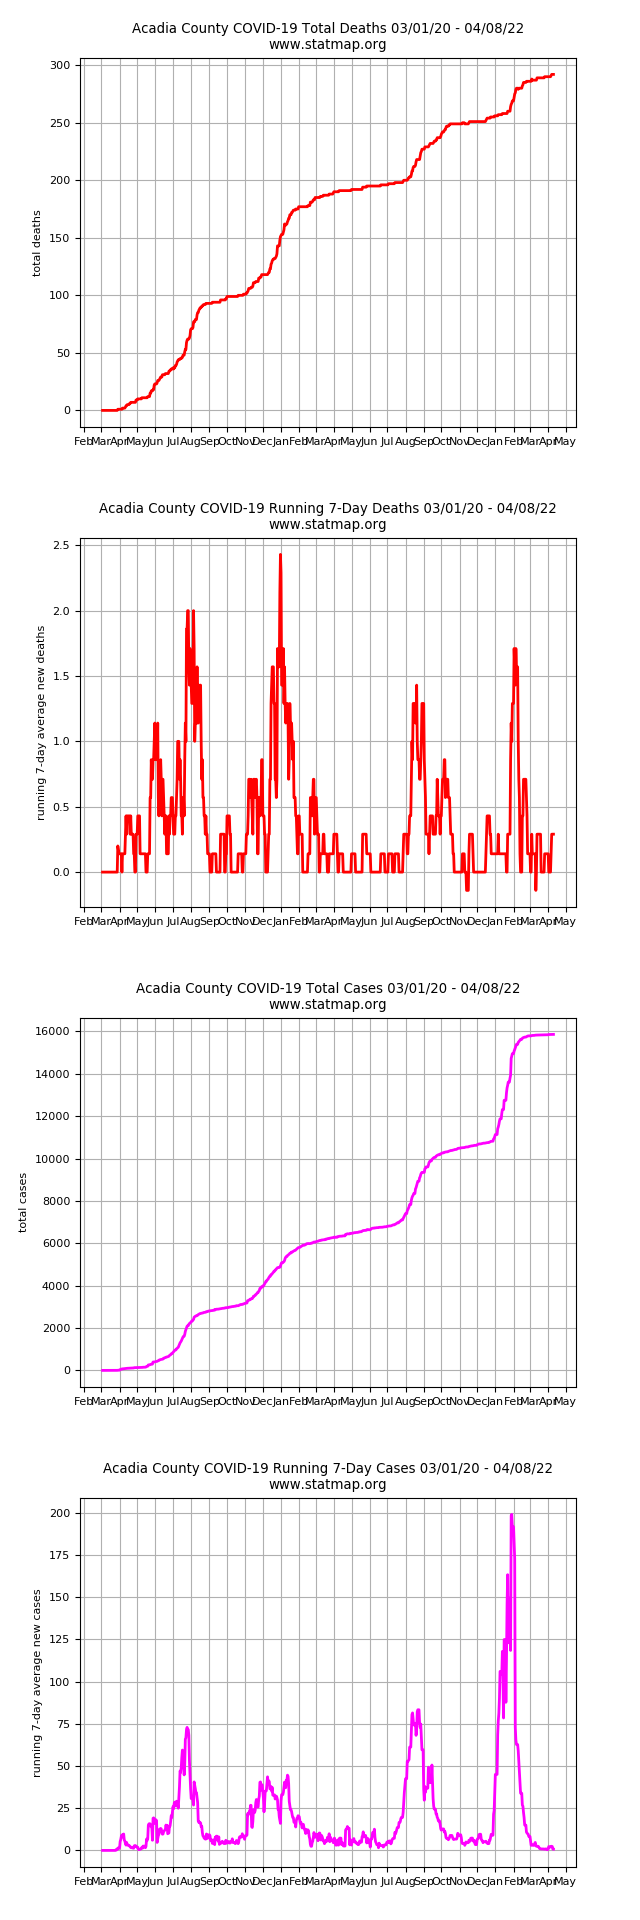 Acadia County COVID-19 Total Deaths 03/01/20 - 04/08/22
www.statmap.org
300
250
200
150
100
50
0
total deaths
Feb Mar Apr May Jun Jul Aug Sep Oct Nov Dec Jan Feb Mar Apr May Jun Jul Aug Sep Oct Nov Dec Jan Feb Mar Apr May
Acadia County COVID-19 Running 7-Day Deaths 03/01/20 - 04/08/22
www.statmap.org
2.5
2.0
1.5
1.0
0.5
0.0
running 7-day average new deaths
Feb Mar Apr May Jun Jul Aug Sep Oct Nov Dec Jan Feb Mar Apr May Jun Jul Aug Sep Oct Nov Dec Jan Feb Mar Apr May
Acadia County COVID-19 Total Cases 03/01/20 - 04/08/22
www.statmap.org
16000
14000
12000
10000
8000
6000
4000
2000
0
total cases
Feb Mar Apr May Jun Jul Aug Sep Oct Nov Dec Jan Feb Mar Apr May Jun Jul Aug Sep Oct Nov Dec Jan Feb Mar Apr May
Acadia County COVID-19 Running 7-Day Cases 03/01/20 - 04/08/22
www.statmap.org
200
175
150
125
100
75
50
25
0
running 7-day average new cases
Feb Mar Apr May Jun Jul Aug Sep Oct Nov Dec Jan Feb Mar Apr May Jun Jul Aug Sep Oct Nov Dec Jan Feb Mar Apr May